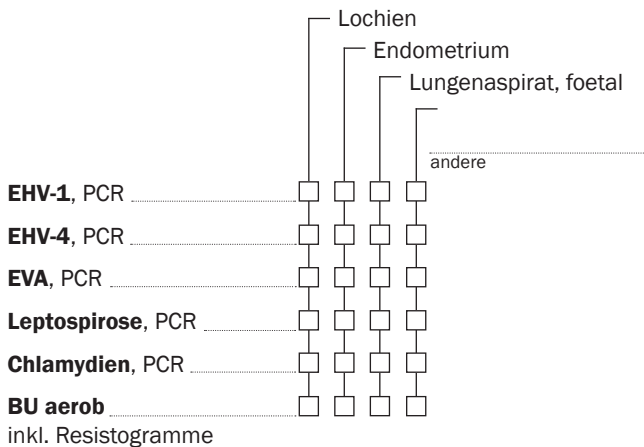 Lochien
Endometrium
Lungenaspirat, foetal
andere
EHV-1, PCR
EHV-4, PCR
EVA, PCR
Leptospirose, PCR
Chlamydien, PCR
BU aerob
inkl. Resistogramme